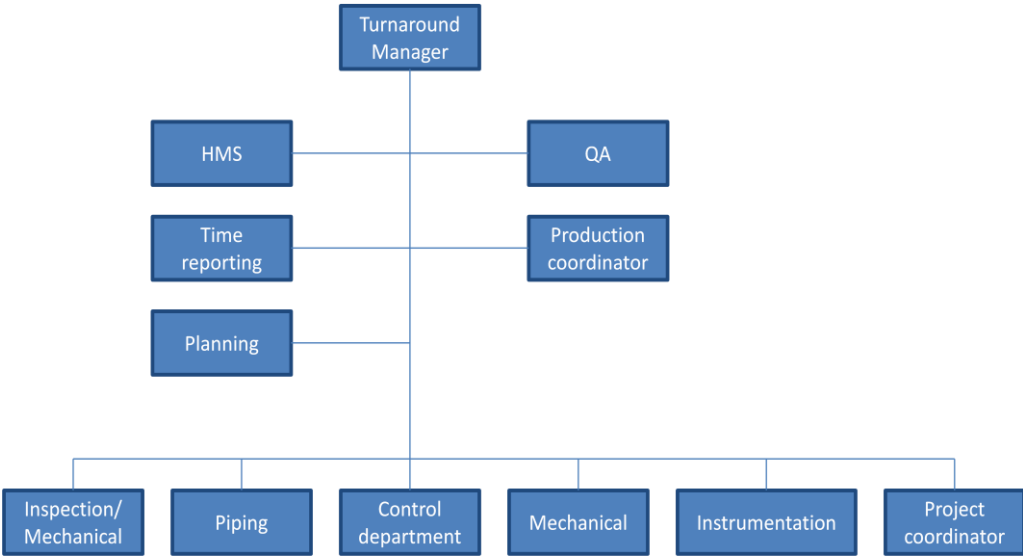 Turnaround
Manager
HMS
QA
Time
reporting
Production
coordinator
Planning
Inspection/
Mechanical
Piping
Control
department
Mechanical
Instrumentation
Project
coordinator